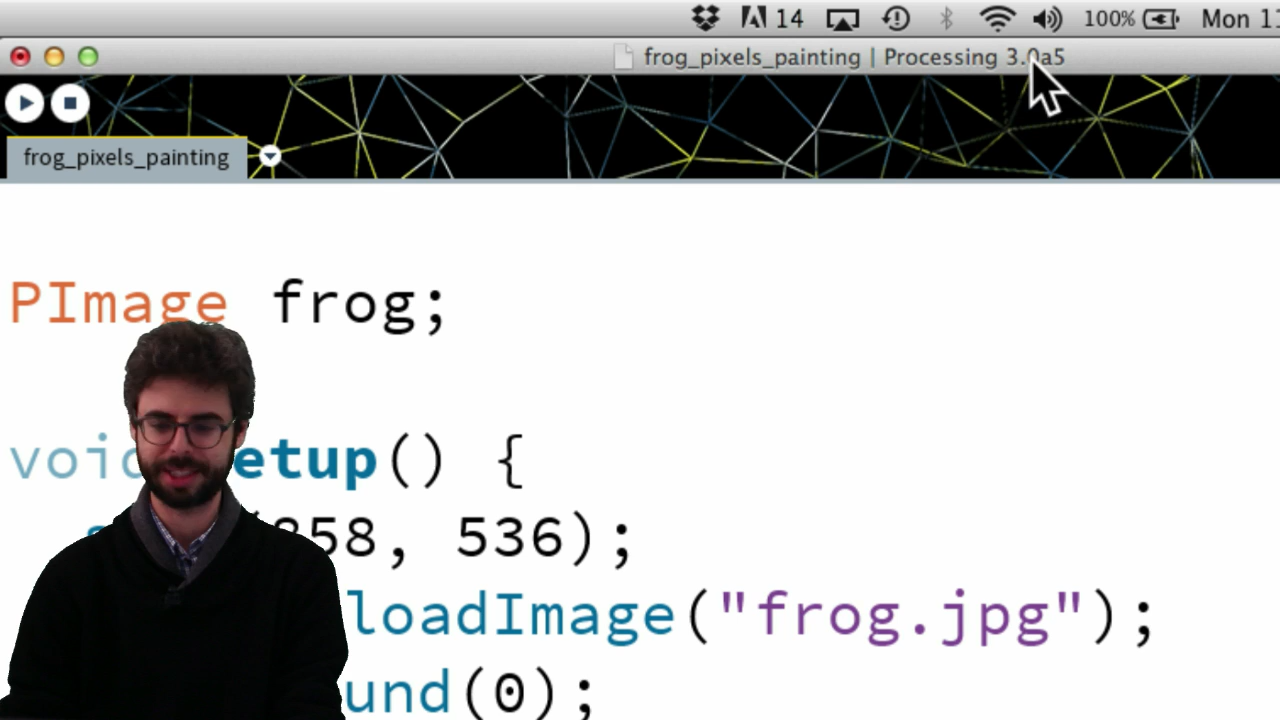 14 100% Mon 11
frog_pixels_painting | Processing 3.0a5
frog_pixels_painting
PImage frog;
void etup() {
858, 536);
loadImage("frog.jpg");
und(0);